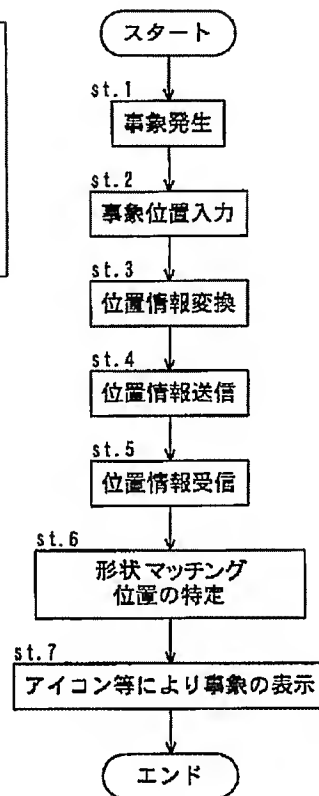 スタート
st.1
事象発生
st.2
事象位置入力
st.3
位置情報変換
st.4
位置情報送信
st.5
位置情報受信
st.6
形状マッチング
位置の特定
st.7
アイコン等により事象の表示
エンド